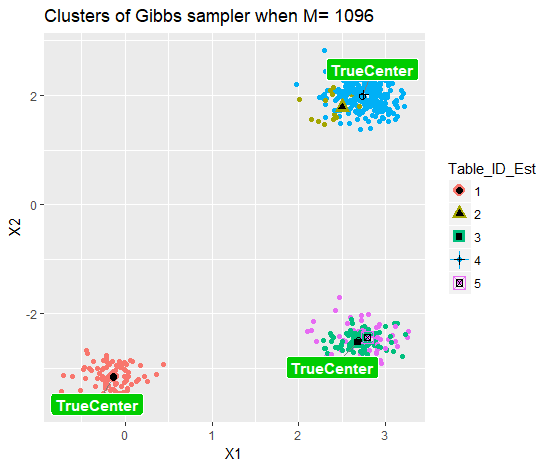 Clusters of Gibbs sampler when M= 1096
TrueCenter
2
0
-2
X2
TrueCenter
TrueCenter
0
1
2
3
X1
Table_ID_Est
1
2
3
4
5